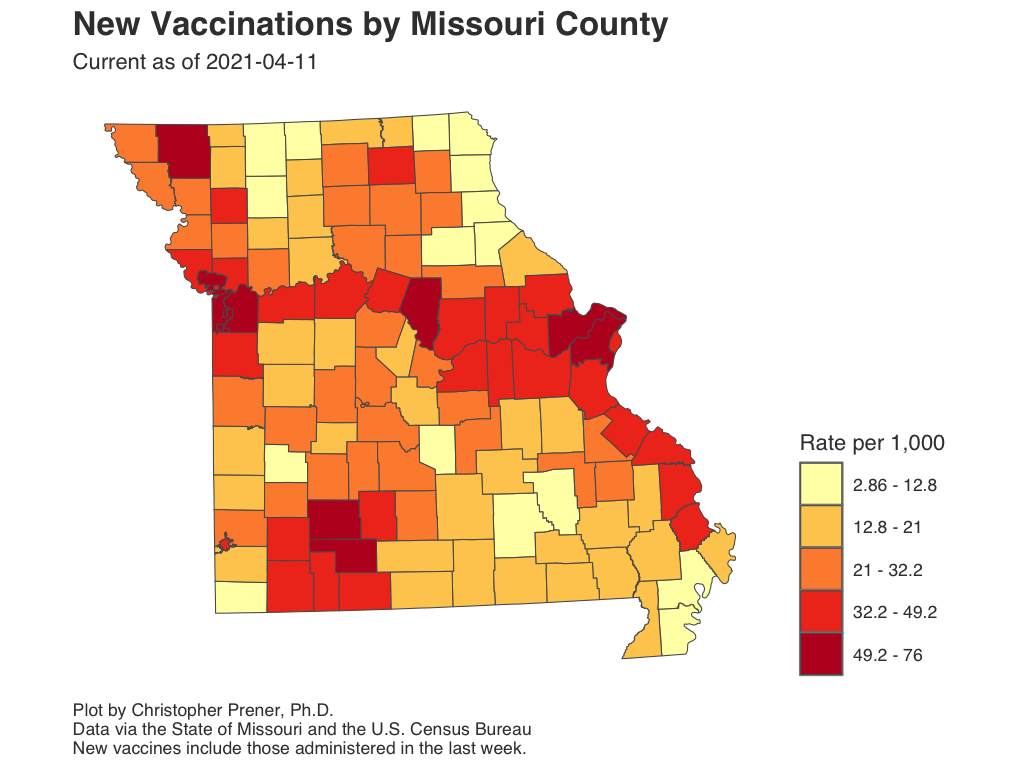 New Vaccinations by Missouri County
Current as of 2021-04-11
Rate per 1,000
2.86 - 12.8
12.8 - 21
21 - 32.2
32.2 - 49.2
49.2 - 76
Plot by Christopher Prener, Ph.D.
Data via the State of Missouri and the U.S. Census Bureau
New vaccines include those administered in the last week.